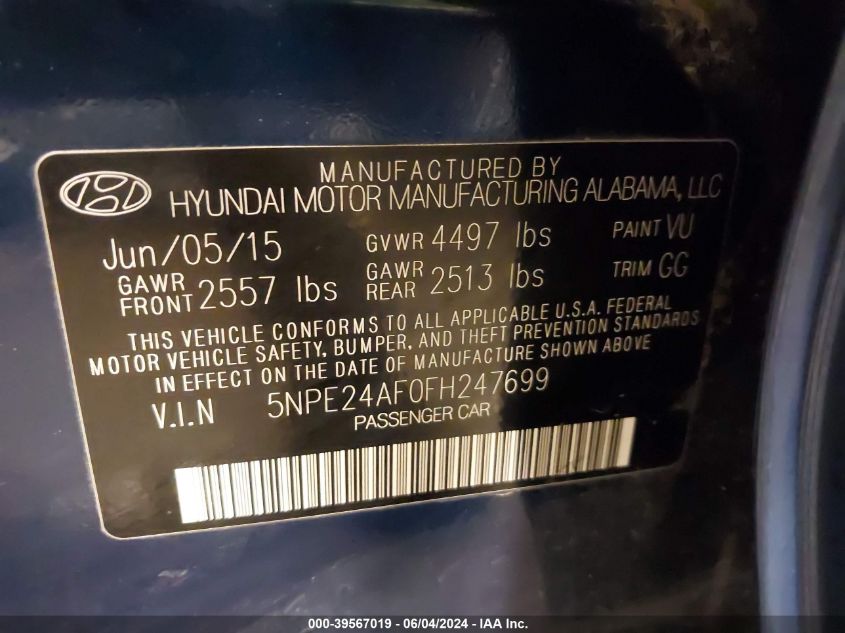 MANUFACTURED BY
HYUNDAI MOTOR MANUFACTURING ALABAMA, LLC
Jun/05/15 GVWR 4497 lbs PAINT VU
GAWR FRONT 2557 lbs GAWR REAR 2513 lbs TRIM GG
THIS VEHICLE CONFORMS TO ALL APPLICABLE U.S.A. FEDERAL
MOTOR VEHICLE SAFETY, BUMPER, AND THEFT PREVENTION STANDARDS
IN EFFECT ON THE DATE OF MANUFACTURE SHOWN ABOVE
V.I.N 5NPE24AF0FH247699
PASSENGER CAR
000-39567019 - 06/04/2024 - IAA Inc.